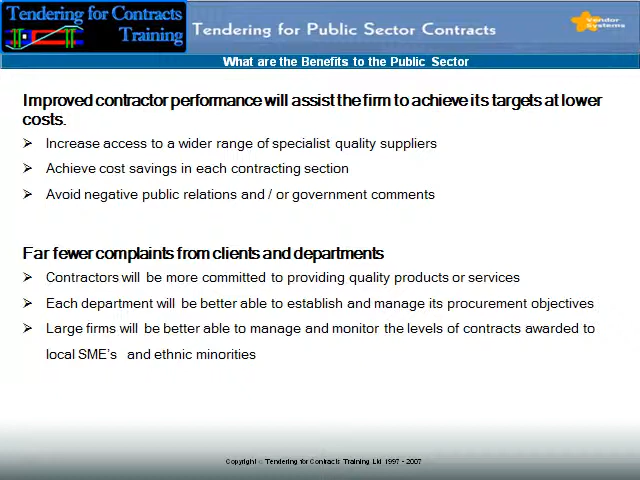 Tendering for Contracts
Training
Tendering for Public Sector Contracts
Vendor
Systems
What are the Benefits to the Public Sector
Improved contractor performance will assist the firm to achieve its targets at lower
costs.
➢ Increase access to a wider range of specialist quality suppliers
➢ Achieve cost savings in each contracting section
➢ Avoid negative public relations and / or government comments
Far fewer complaints from clients and departments
➢ Contractors will be more committed to providing quality products or services
➢ Each department will be better able to establish and manage its procurement objectives
➢ Large firms will be better able to manage and monitor the levels of contracts awarded to
local SME's and ethnic minorities
Copyright © Tendering for Contracts Training Ltd 1997 - 2007